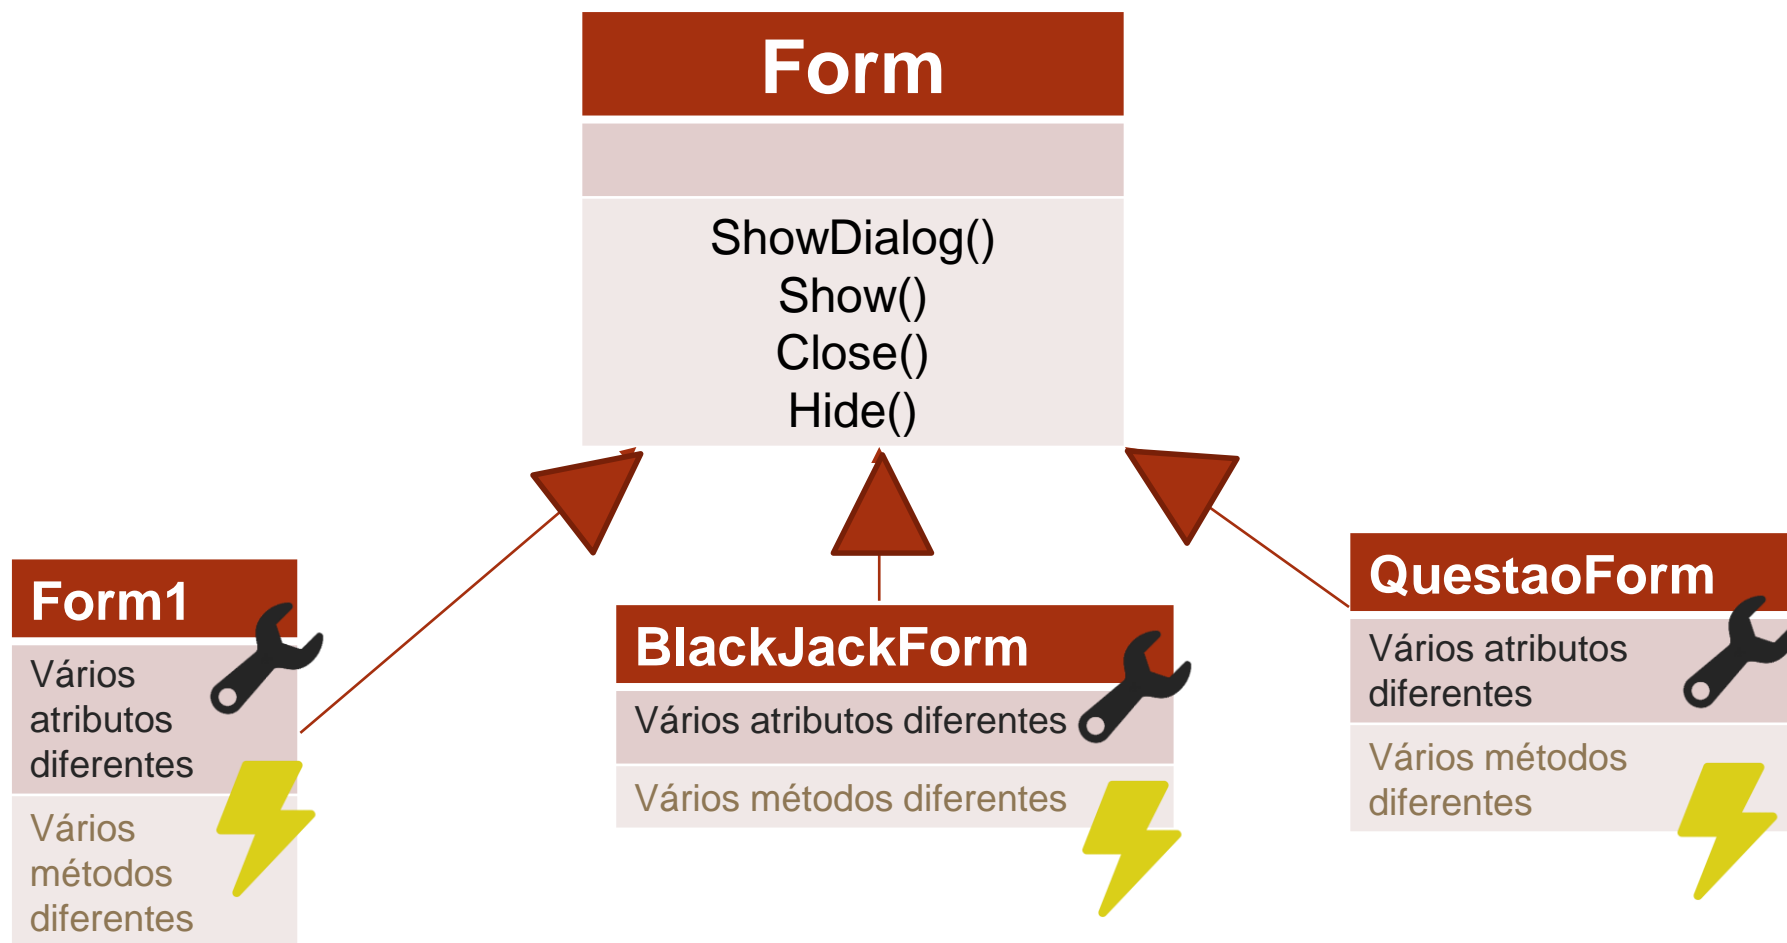 Form
ShowDialog()
Show()
Close()
Hide()
Form1
Vários
atributos
diferentes
Vários
métodos
diferentes
BlackJackForm
Vários atributos diferentes
Vários métodos diferentes
QuestaoForm
Vários atributos
diferentes
Vários métodos
diferentes